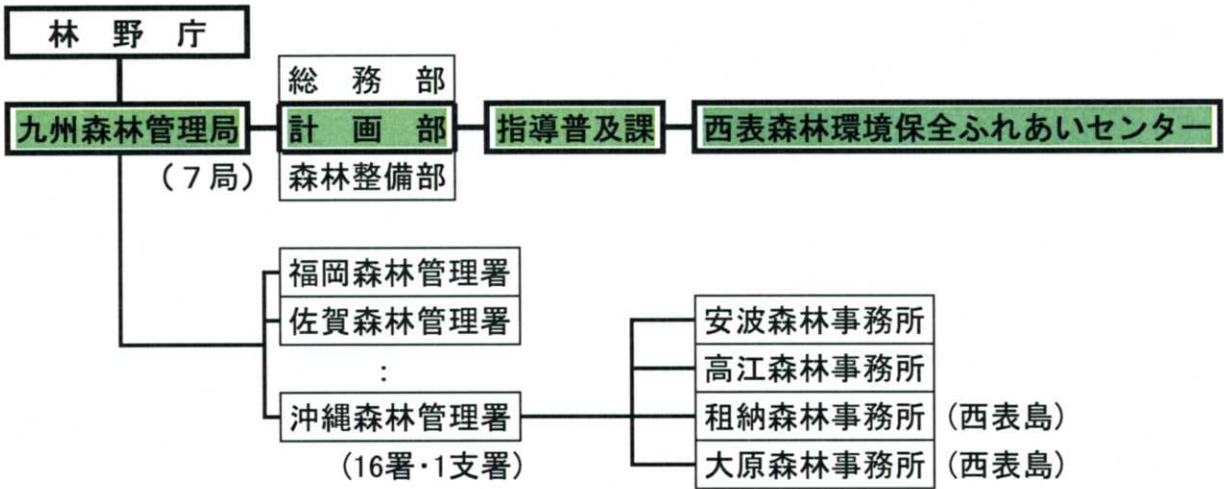 林 野 庁
総 務 部
九州森林管理局
計 画 部
指導普及課
西表森林環境保全ふれあいセンター
(7局)
森林整備部
福岡森林管理署
佐賀森林管理署
:
沖縄森林管理署
(16署・1支署)
安波森林事務所
高江森林事務所
租納森林事務所 (西表島)
大原森林事務所 (西表島)